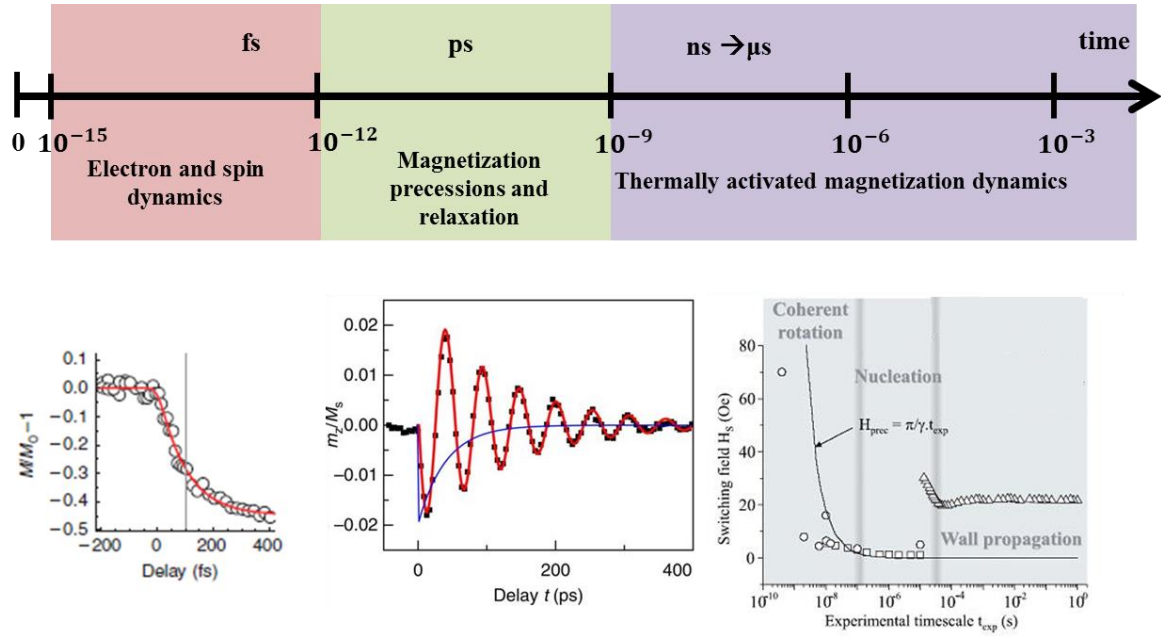 fs
ps
ns →μs
time
0
10⁻¹⁵
10⁻¹²
10⁻⁹
10⁻⁶
10⁻³
Electron and spin
dynamics
Magnetization
precessions and
relaxation
Thermally activated magnetization dynamics
M/M₀−1
0.1
0.0
−0.1
−0.2
−0.3
−0.4
−0.5
−200
0
200
400
Delay (fs)
m_z/M_s
0.02
0.01
0.00
−0.01
−0.02
0
200
400
Delay t (ps)
Switching field H_S (Oe)
80
60
40
20
0
Coherent
rotation
Nucleation
H_prec = π/γ.t_exp
Wall propagation
10⁻¹⁰
10⁻⁸
10⁻⁶
10⁻⁴
10⁻²
10⁰
Experimental timescale t_exp (s)